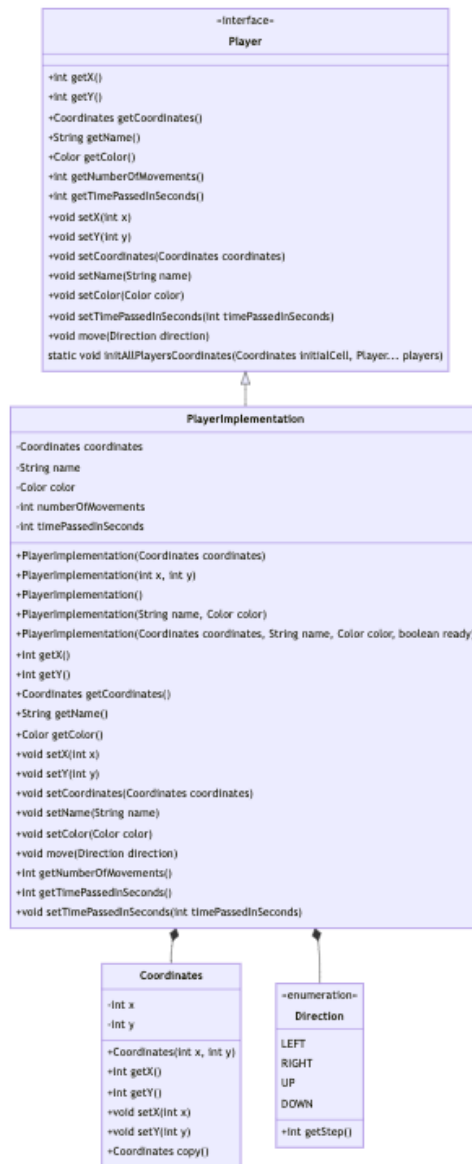 «interface»
Player
+int getX()
+int getY()
+Coordinates getCoordinates()
+String getName()
+Color getColor()
+int getNumberOfMovements()
+int getTimePassedInSeconds()
+void setX(int x)
+void setY(int y)
+void setCoordinates(Coordinates coordinates)
+void setName(String name)
+void setColor(Color color)
+void setTimePassedInSeconds(int timePassedInSeconds)
+void move(Direction direction)
static void initAllPlayersCoordinates(Coordinates initialCell, Player... players)
PlayerImplementation
-Coordinates coordinates
-String name
-Color color
-int numberOfMovements
-int timePassedInSeconds
+PlayerImplementation(Coordinates coordinates)
+PlayerImplementation(int x, int y)
+PlayerImplementation()
+PlayerImplementation(String name, Color color)
+PlayerImplementation(Coordinates coordinates, String name, Color color, boolean ready
+int getX()
+int getY()
+Coordinates getCoordinates()
+String getName()
+Color getColor()
+void setX(int x)
+void setY(int y)
+void setCoordinates(Coordinates coordinates)
+void setName(String name)
+void setColor(Color color)
+void move(Direction direction)
+int getNumberOfMovements()
+int getTimePassedInSeconds()
+void setTimePassedInSeconds(int timePassedInSeconds)
Coordinates
-int x
-int y
+Coordinates(int x, int y)
+int getX()
+int getY()
+void setX(int x)
+void setY(int y)
+Coordinates copy()
«enumeration»
Direction
LEFT
RIGHT
UP
DOWN
+int getStep()